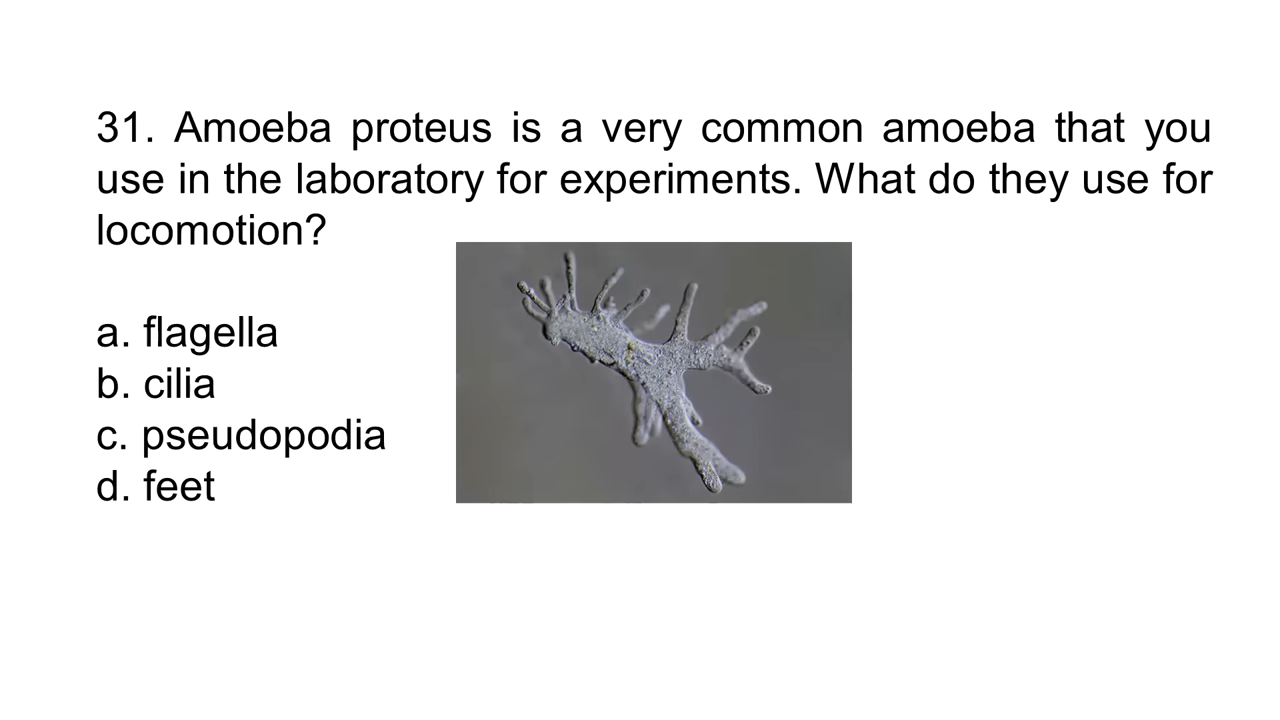 31. Amoeba proteus is a very common amoeba that you
use in the laboratory for experiments. What do they use for
locomotion?
a. flagella
b. cilia
c. pseudopodia
d. feet